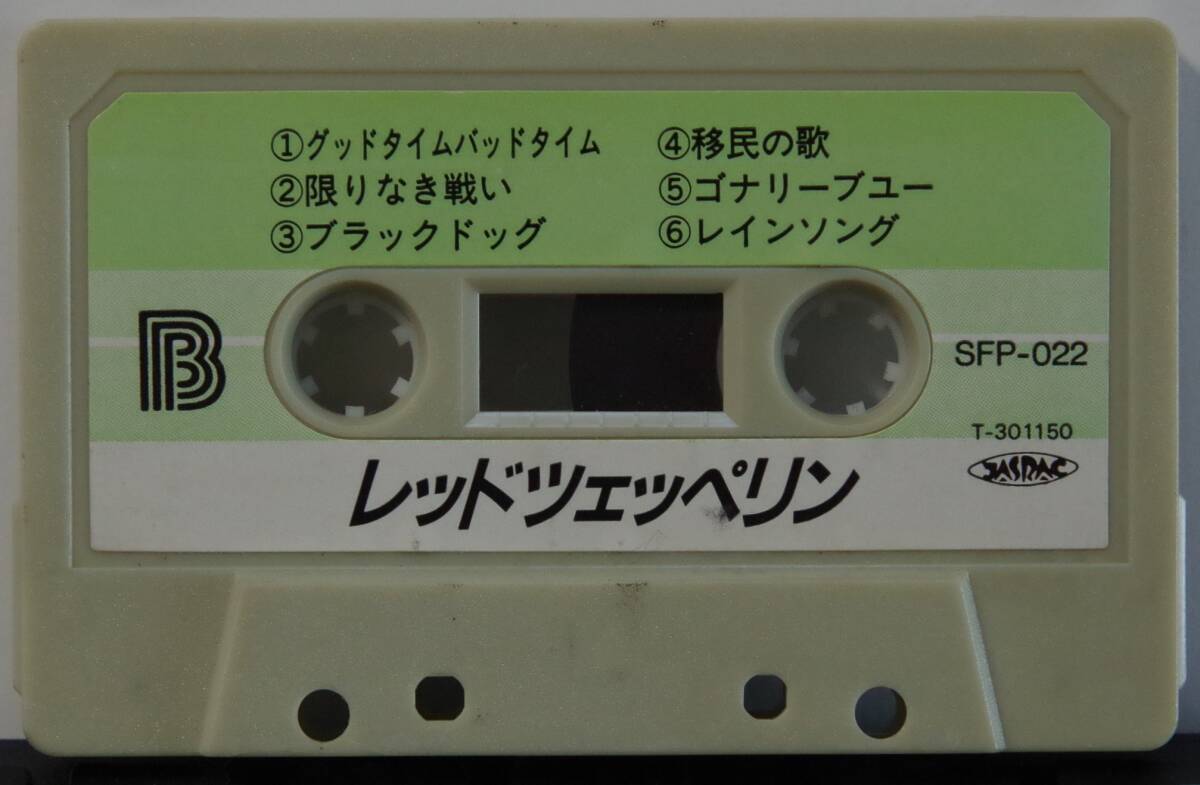 ①グッドタイムバッドタイム
②限りなき戦い
③ブラックドッグ
④移民の歌
⑤ゴナリーブユー
⑥レインソング
B
SFP-022
T-301150
JASRAC
レッドツェッペリン